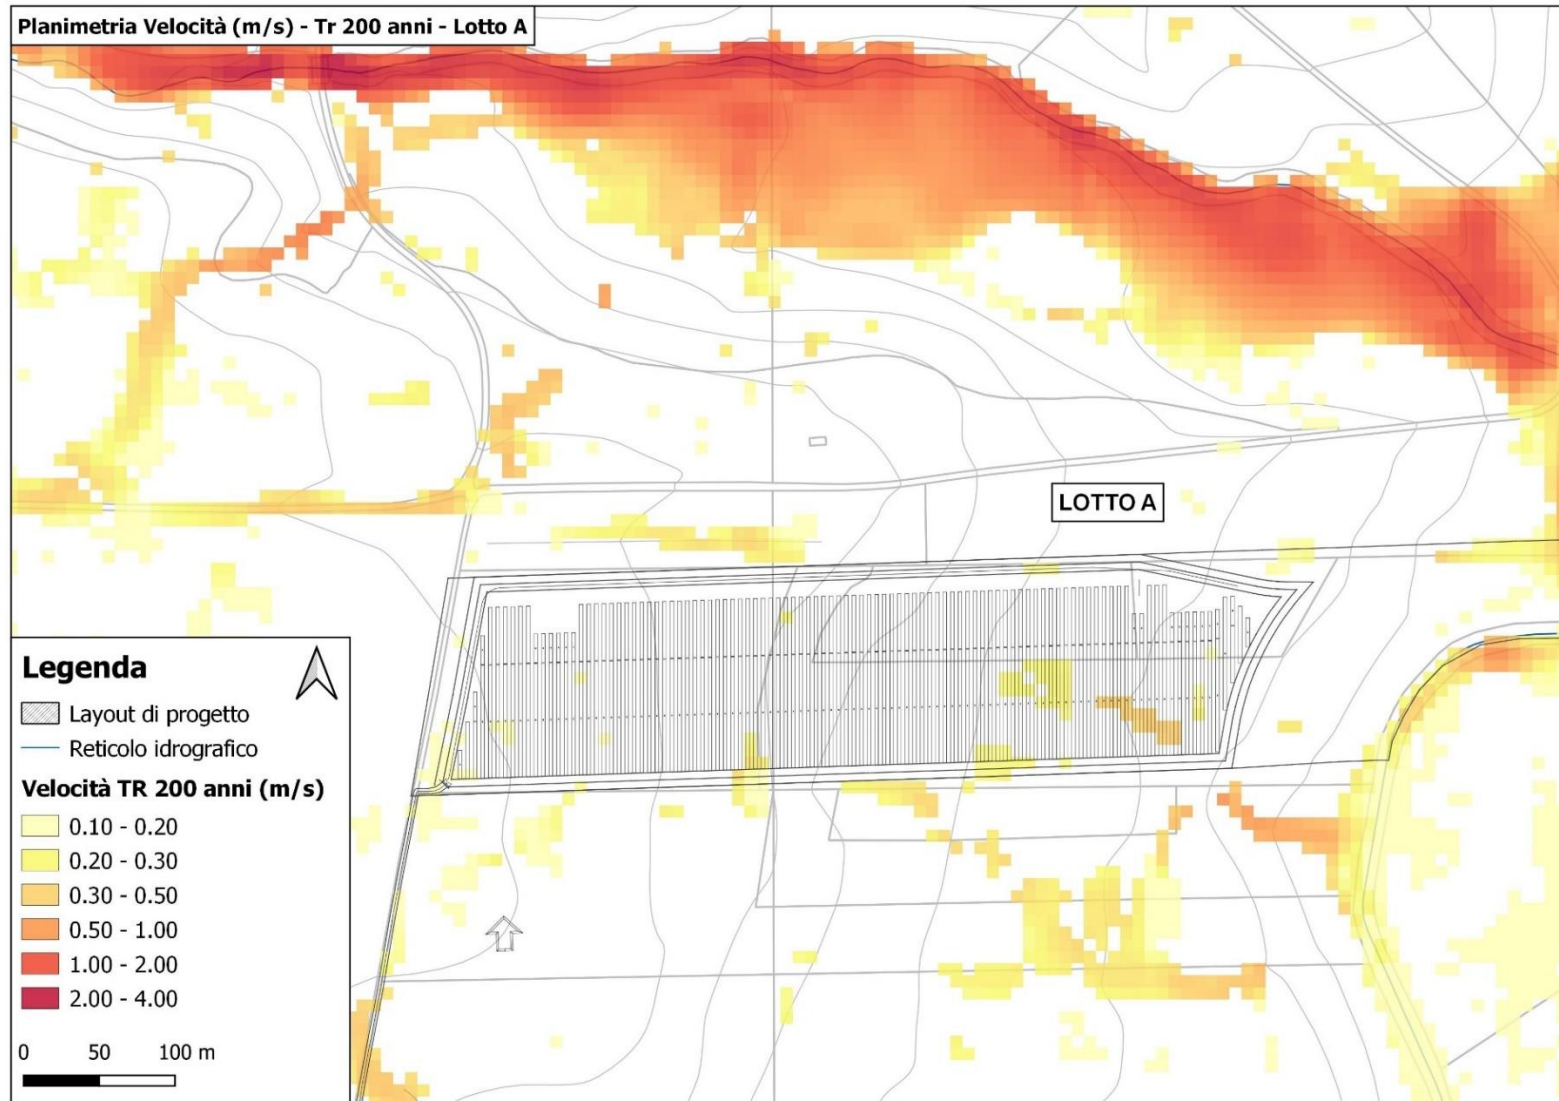 Planimetria Velocità (m/s) - Tr 200 anni - Lotto A
LOTTO A
Legenda
Layout di progetto
Reticolo idrografico
Velocità TR 200 anni (m/s)
0.10 - 0.20
0.20 - 0.30
0.30 - 0.50
0.50 - 1.00
1.00 - 2.00
2.00 - 4.00
0 50 100 m